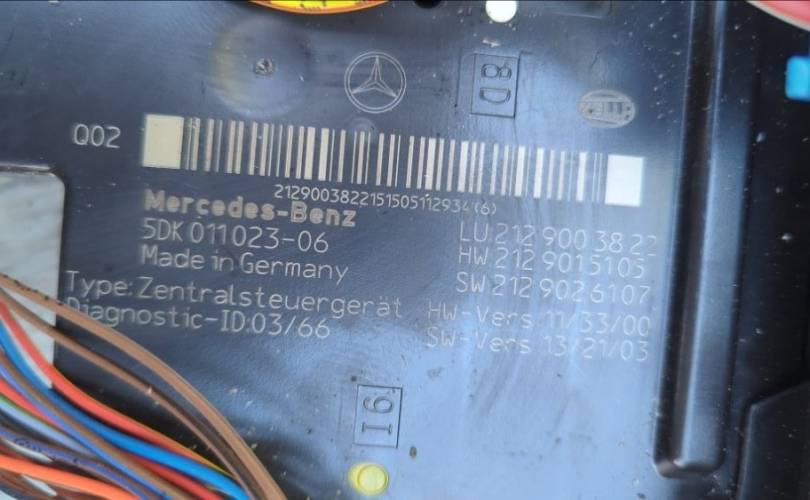 8D
HELLA
Q02
2129003822151505112934(6)
Mercedes-Benz
5DK 011 023-06
LU: 212 900 38 22
Made in Germany
HW: 212 901 51 05
Type: Zentralsteuergerät
SW: 212 902 61 07
Diagnostic-ID: 03/66
HW-Vers 11/33/00
SW-Vers 13/21/03